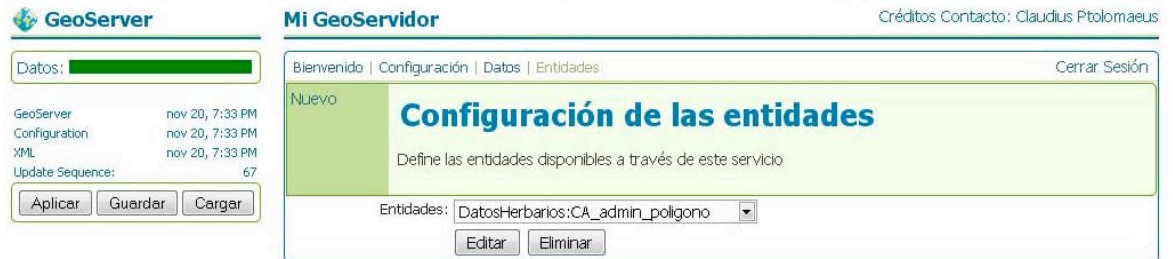 GeoServer
Mi GeoServidor
Créditos Contacto: Claudius Ptolomaeus
Datos:
Bienvenido | Configuración | Datos | Entidades
Cerrar Sesión
GeoServer nov 20, 7:33 PM
Configuration nov 20, 7:33 PM
XML nov 20, 7:33 PM
Update Sequence: 67
Aplicar Guardar Cargar
Nuevo
Configuración de las entidades
Define las entidades disponibles a través de este servicio
Entidades: DatosHerbarios:CA_admin_poligono
Editar Eliminar